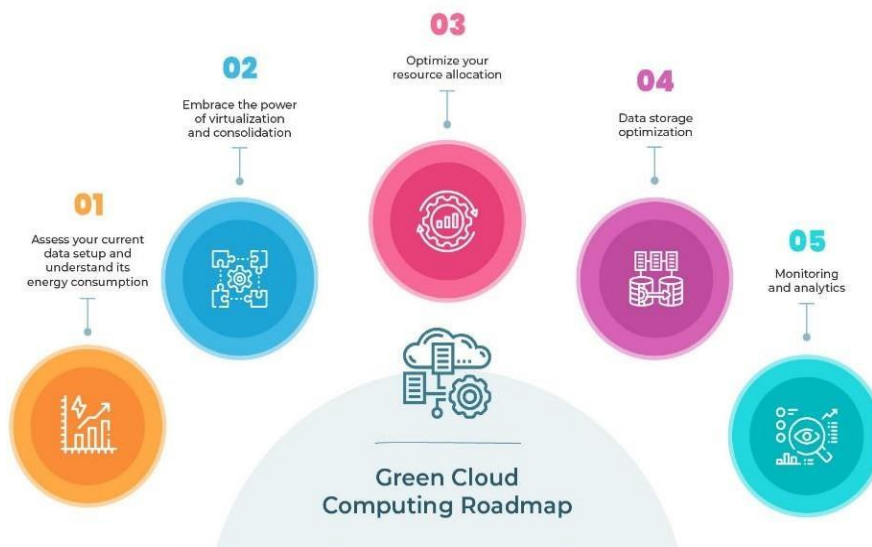 01
Assess your current
data setup and
understand its
energy consumption
02
Embrace the power
of virtualization
and consolidation
03
Optimize your
resource allocation
04
Data storage
optimization
05
Monitoring
and analytics
Green Cloud
Computing Roadmap